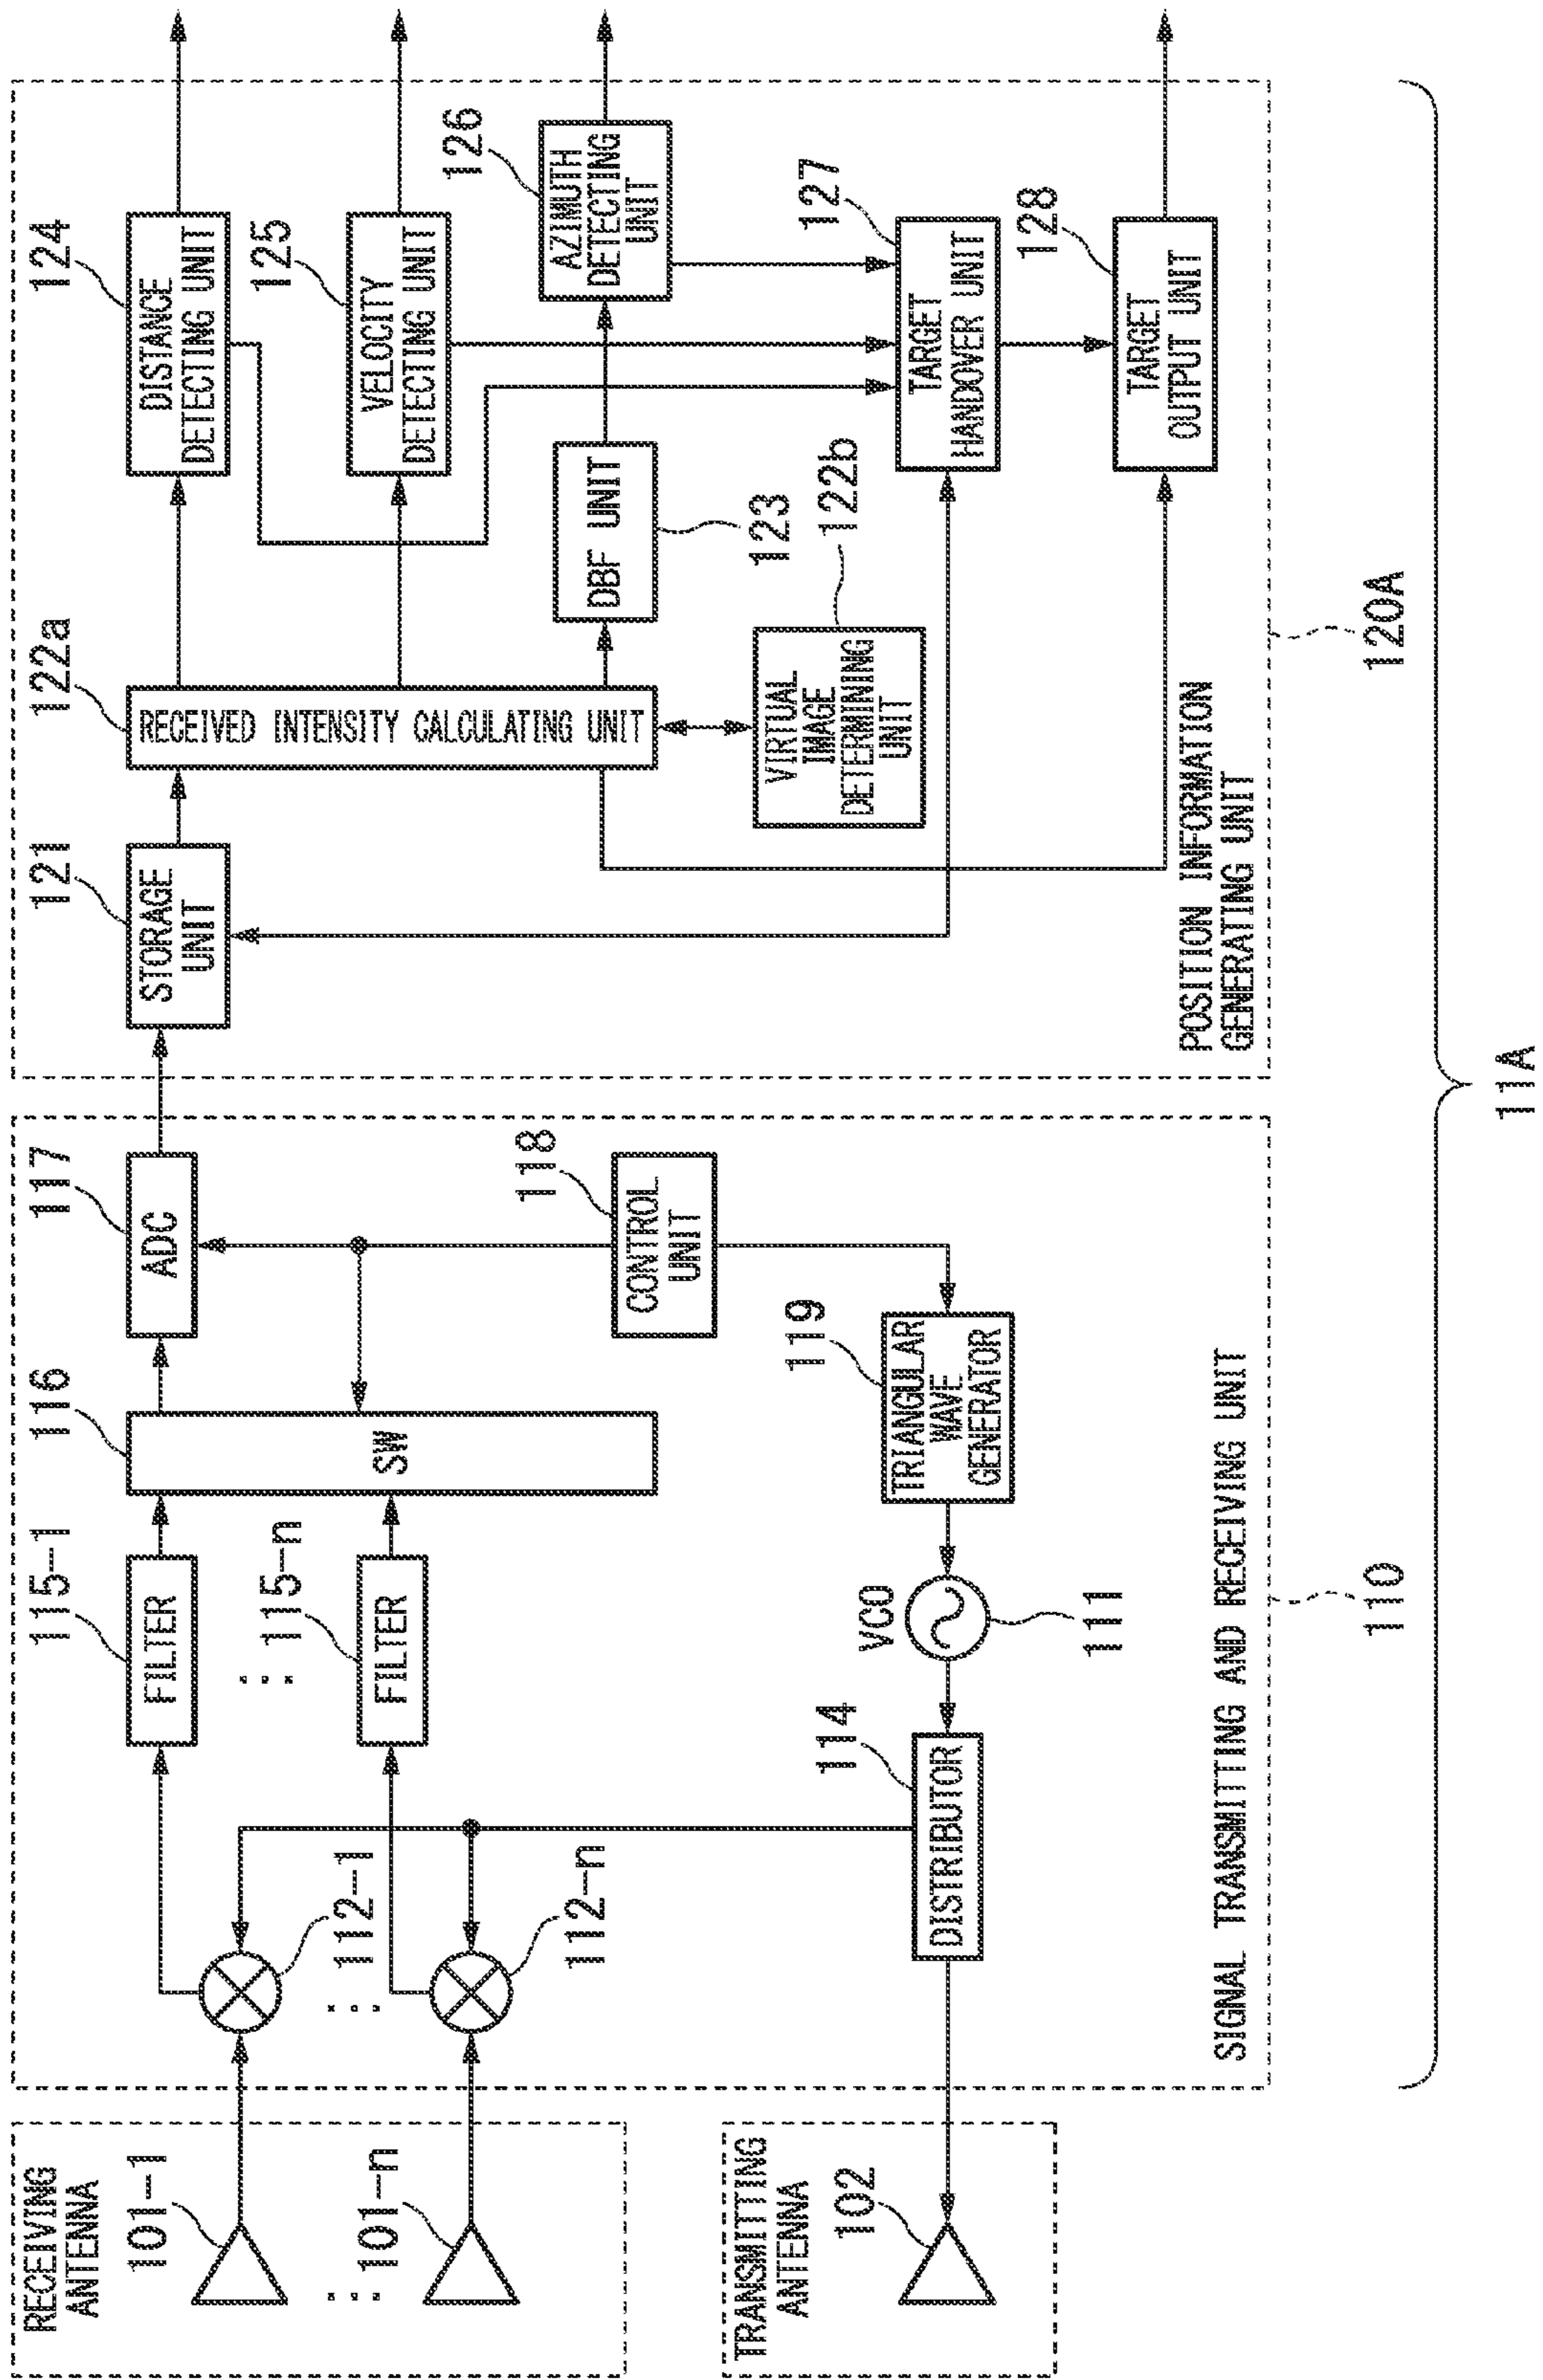 RECEIVING
ANTENNA
101-1
101-n
TRANSMITTING
ANTENNA
102
112-1
112-n
115-1
FILTER
115-n
FILTER
116
SW
117
ADC
118
CONTROL
UNIT
119
TRIANGULAR
WAVE
GENERATOR
VCO
111
114
DISTRIBUTOR
SIGNAL TRANSMITTING AND RECEIVING UNIT
110
121
STORAGE
UNIT
122a
RECEIVED INTENSITY CALCULATING UNIT
124
DISTANCE
DETECTING UNIT
125
VELOCITY
DETECTING UNIT
126
AZIMUTH
DETECTING
UNIT
DBF UNIT
123
122b
VIRTUAL
IMAGE
DETERMINING
UNIT
127
TARGET
HANDOVER UNIT
128
TARGET
OUTPUT UNIT
POSITION INFORMATION
GENERATING UNIT
120A
11A